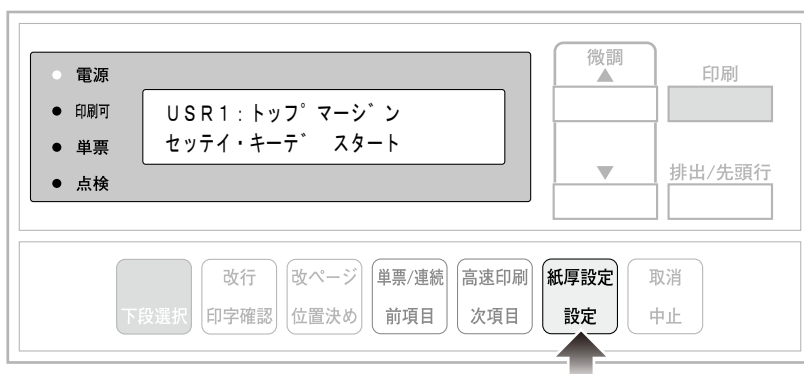 電源
印刷可
単票
点検
USR1:トップマージン
セッテイ・キーデ スタート
微調
▲
▼
印刷
排出/先頭行
下段選択
改行
印字確認
改ページ
位置決め
単票/連続
前項目
高速印刷
次項目
紙厚設定
設定
取消
中止